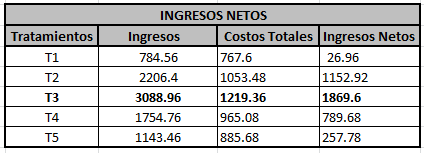 INGRESOS NETOS
Tratamientos Ingresos Costos Totales Ingresos Netos
T1 784.56 767.6 26.96
T2 2206.4 1053.48 1152.92
T3 3088.96 1219.36 1869.6
T4 1754.76 965.08 789.68
T5 1143.46 885.68 257.78